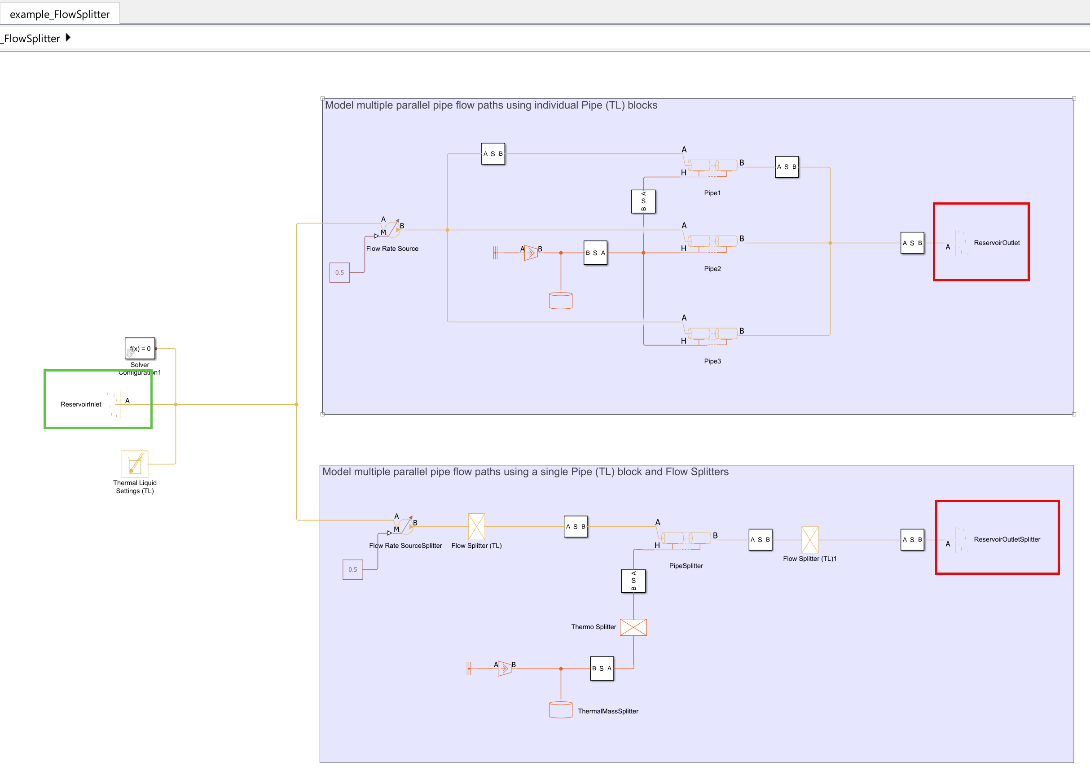 example_FlowSplitter
_FlowSplitter
Model multiple parallel pipe flow paths using individual Pipe (TL) blocks
A S B
A
B
H
Pipe1
A S B
B S A
A
M
B
Flow Rate Source
0.5
A
B
H
Pipe2
A B
B S A
A S B
A
ReservoirOutlet
A
B
H
Pipe3
f(x) = 0
Solver
Configuration1
ReservoirInlet
A
Thermal Liquid
Settings (TL)
Model multiple parallel pipe flow paths using a single Pipe (TL) block and Flow Splitters
A
M
B
Flow Rate SourceSplitter
0.5
Flow Splitter (TL)
A S B
A
B
H
PipeSplitter
A S B
Flow Splitter (TL)1
A S B
A
ReservoirOutletSplitter
B S A
Thermo Splitter
A B
B S A
ThermalMassSplitter